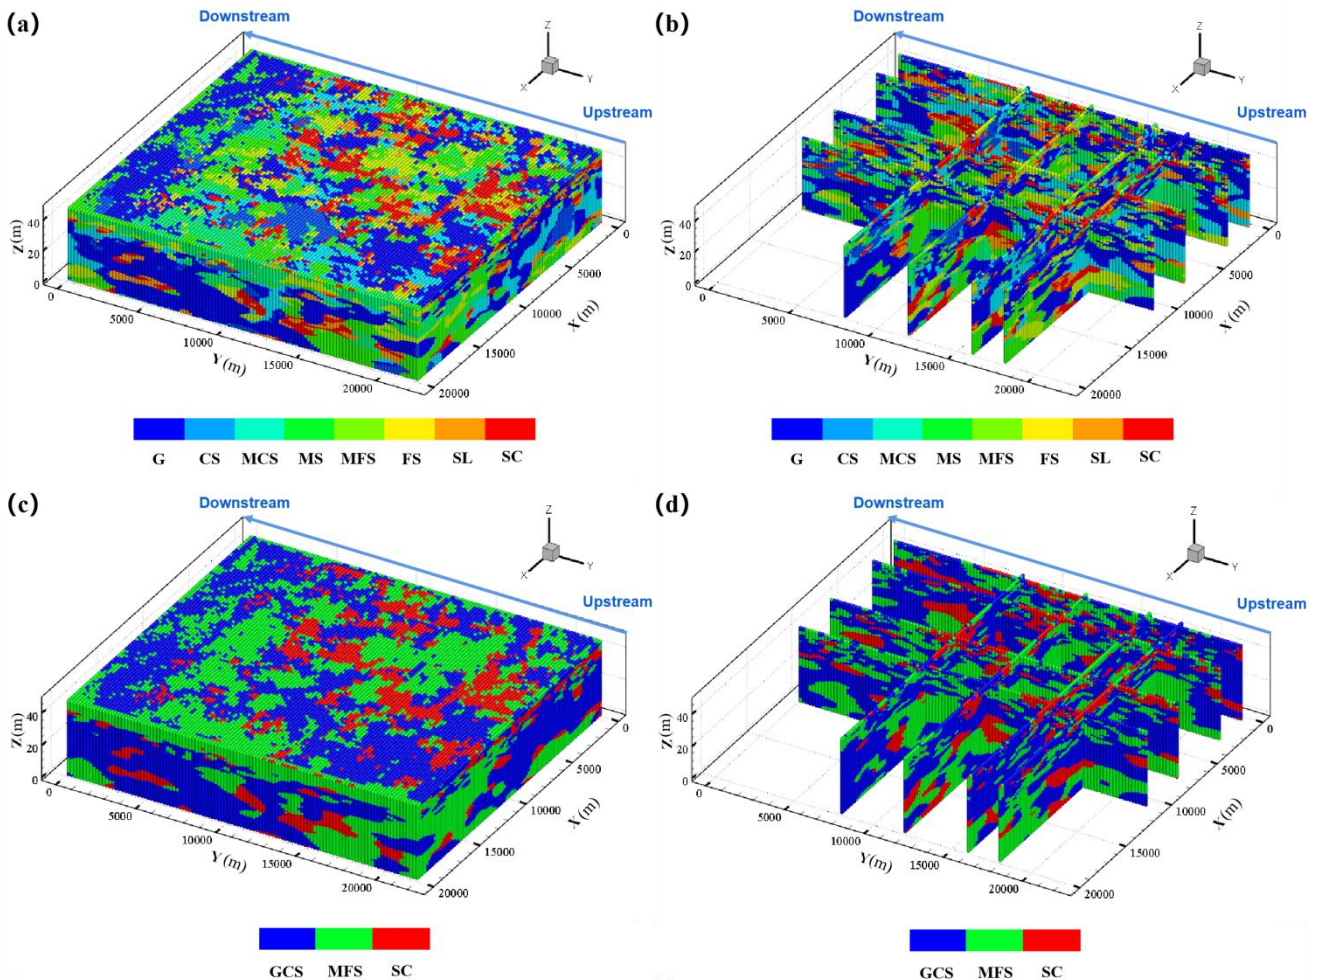 (a)
Downstream
Upstream
Z
X
Y
Z(m)
40
20
0
0
5000
10000
15000
20000
Y(m)
0
5000
10000
15000
20000
X(m)
G CS MCS MS MFS FS SL SC
(b)
Downstream
Upstream
Z
X
Y
Z(m)
40
20
0
0
5000
10000
15000
20000
Y(m)
0
5000
10000
15000
20000
X(m)
G CS MCS MS MFS FS SL SC
(c)
Downstream
Upstream
Z
X
Y
Z(m)
40
20
0
0
5000
10000
15000
20000
Y(m)
0
5000
10000
15000
20000
X(m)
GCS MFS SC
(d)
Downstream
Upstream
Z
X
Y
Z(m)
40
20
0
0
5000
10000
15000
20000
Y(m)
0
5000
10000
15000
20000
X(m)
GCS MFS SC